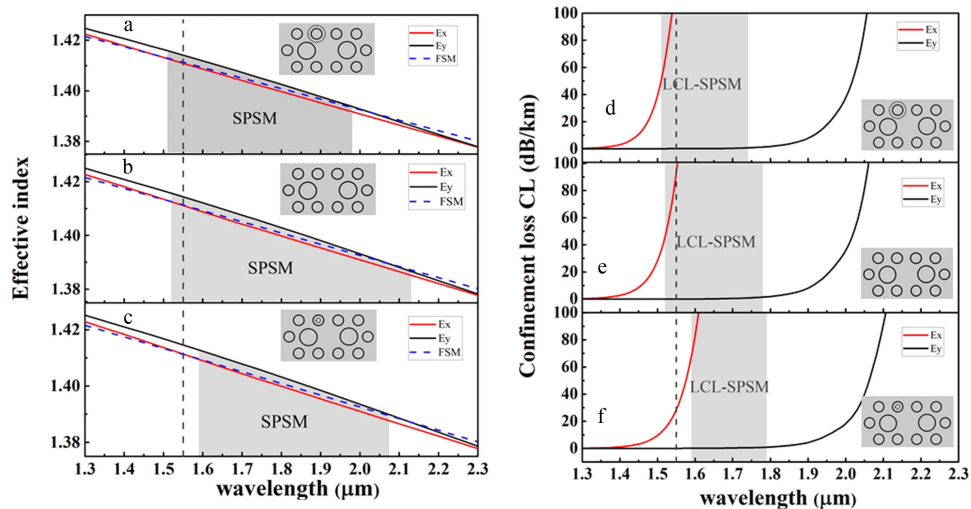 a
Ex
Ey
FSM
SPSM
1.42
1.40
1.38
b
Ex
Ey
FSM
SPSM
1.42
1.40
1.38
c
Ex
Ey
FSM
SPSM
1.42
1.40
1.38
Effective index
1.3 1.4 1.5 1.6 1.7 1.8 1.9 2.0 2.1 2.2 2.3
wavelength (μm)
100
80
60
40
20
0
Ex
Ey
LCL-SPSM
d
100
80
60
40
20
0
Ex
Ey
LCL-SPSM
e
100
80
60
40
20
0
Ex
Ey
LCL-SPSM
f
Confinement loss CL (dB/km)
1.3 1.4 1.5 1.6 1.7 1.8 1.9 2.0 2.1 2.2 2.3
wavelength (μm)